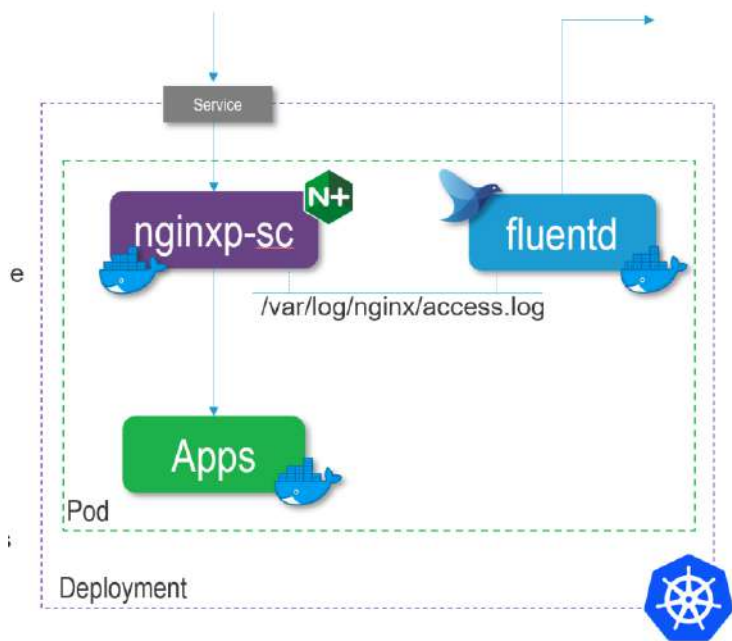 Service
N+
nginxp-sc
fluentd
e
/var/log/nginx/access.log
Apps
Pod
s
Deployment